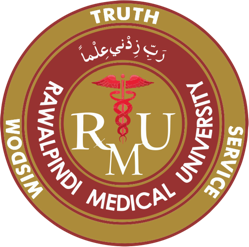 TRUTH
WISDOM
SERVICE
رَبِّ زِدْنِي عِلْمًا
RMU
RAWALPINDI MEDICAL UNIVERSITY